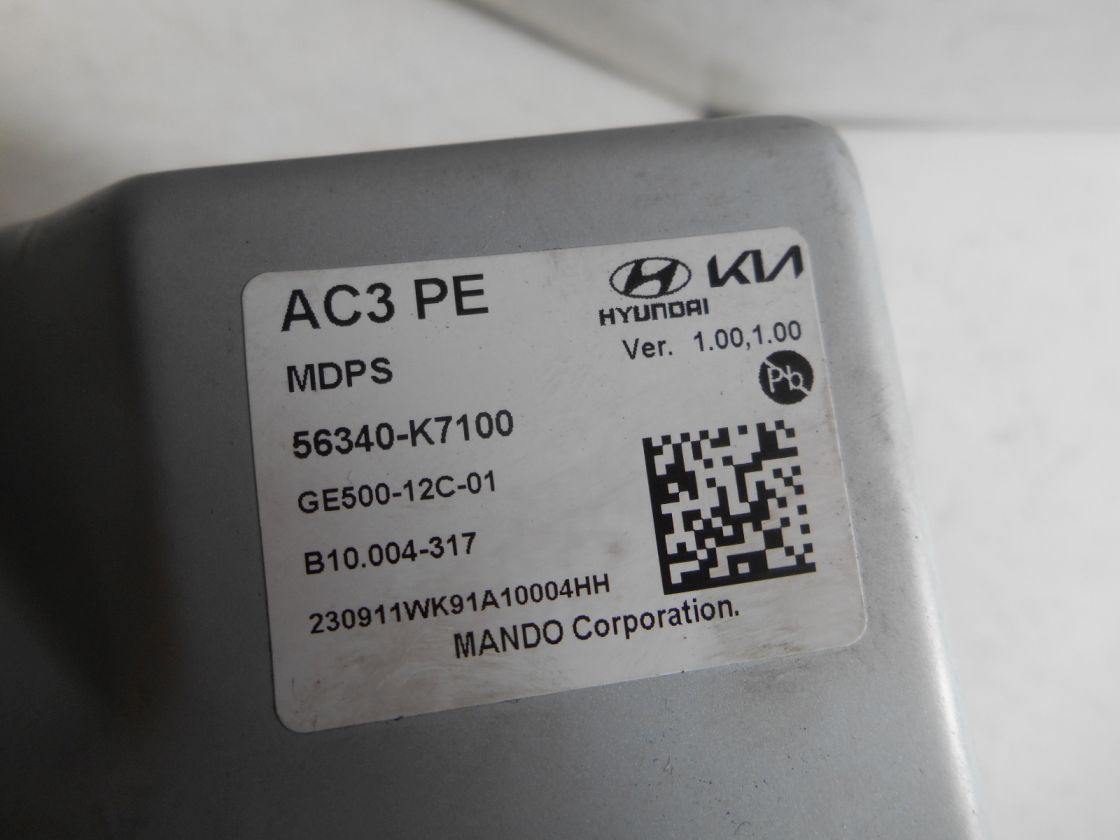 AC3 PE
HYUNDAI KIA
MDPS
Ver. 1.00,1.00
Pb
56340-K7100
GE500-12C-01
B10.004-317
230911WK91A10004HH
MANDO Corporation.